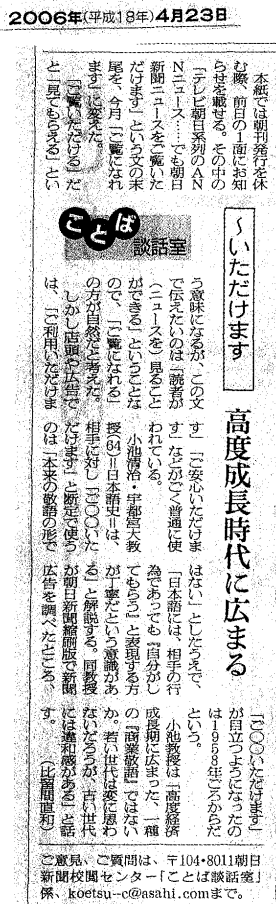 2006年(平成18年)4月23日
ことば
談話室
〜いただけます
高度成長時代に広まる
本紙では朝刊発行を休
む際、前日の1面にお知
らせを載せる。その中の
「テレビ朝日系列のAN
Nニュース……でも朝日
新聞ニュースをご覧いた
だけます」という文の末
尾を、今月「ご覧になれ
ます」に変えた。
「ご覧いただける」だ
と「見てもらえる」とい
う意味になるが、この文
で伝えたいのは「読者が
(ニュースを)見ること
ができる」ということな
ので、「ご覧になれる」
の方が自然だと考えた。
しかし店頭や広告で
は、「ご利用いただけま
す」「ご安心いただけま
す」などがごく普通に使
われている。
小池清治・宇都宮大教
授(64)=日本語史=は、
相手に対し「ご〇〇いた
だけます」と断定で使う
のは「本来の敬語の形で
はない」としたうえで、
「日本語には、相手の行
為であっても『自分がし
てもらう』と表現する方
が丁寧だという意識があ
る」と解説する。同教授
が朝日新聞縮刷版で新聞
広告を調べたところ、
「ご〇〇いただけます」
が目立つようになったの
は1958年ごろからだ
という。
小池教授は「高度経済
成長期に広まった、一種
の『商業敬語』ではない
か。若い世代は変に思わ
ないだろうが、古い世代
には違和感がある」と話
す。 (比留間直和)
ご意見、ご質問は、〒104・8011朝日
新聞校閲センター「ことば談話室」
係、koetsu--c@asahi.comまで。